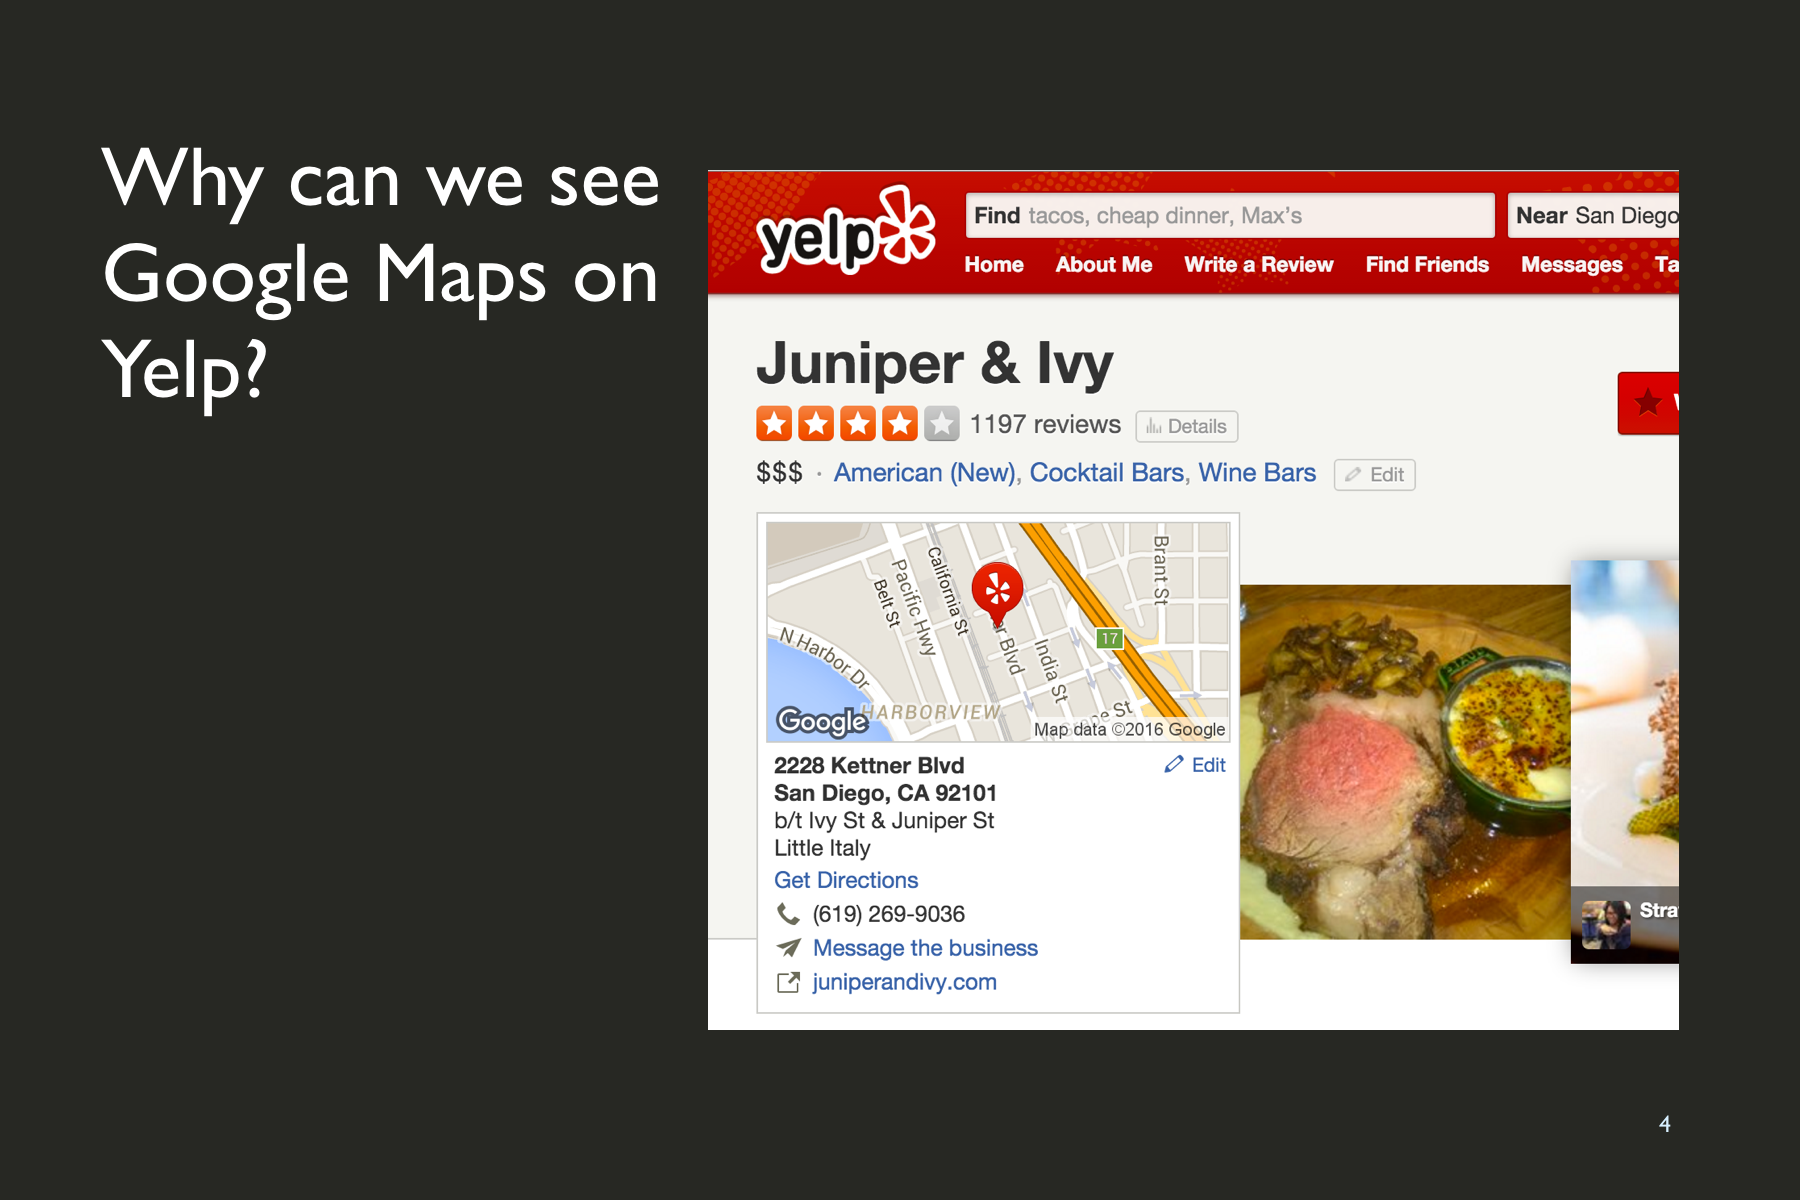 Why can we see
Google Maps on
Yelp?
yelp
Find tacos, cheap dinner, Max's
Near San Diego
Home About Me Write a Review Find Friends Messages
Juniper & Ivy
1197 reviews Details
$$$ · American (New), Cocktail Bars, Wine Bars Edit
Brant St
California St
Pacific Hwy
Belt St
17
N Harbor Dr
Blvd
India St
HARBORVIEW
St
Google
Map data ©2016 Google
2228 Kettner Blvd Edit
San Diego, CA 92101
b/t Ivy St & Juniper St
Little Italy
Get Directions
(619) 269-9036
Message the business
juniperandivy.com
4